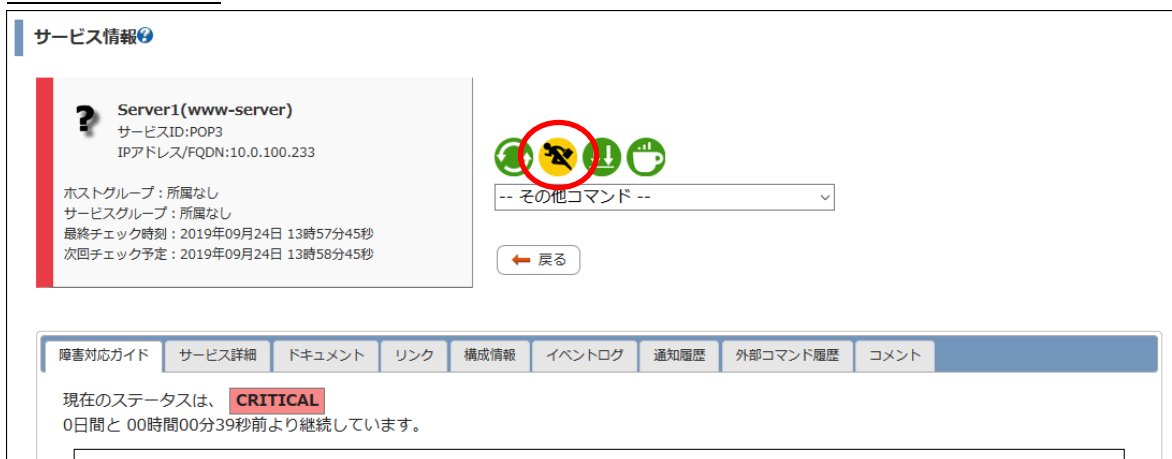 サービス情報
Server1(www-server)
サービスID:POP3
IPアドレス/FQDN:10.0.100.233
ホストグループ：所属なし
サービスグループ：所属なし
最終チェック時刻：2019年09月24日 13時57分45秒
次回チェック予定：2019年09月24日 13時58分45秒
-- その他コマンド --
戻る
障害対応ガイド サービス詳細 ドキュメント リンク 構成情報 イベントログ 通知履歴 外部コマンド履歴 コメント
現在のステータスは、 CRITICAL
0日間と 00時間00分39秒前より継続しています。